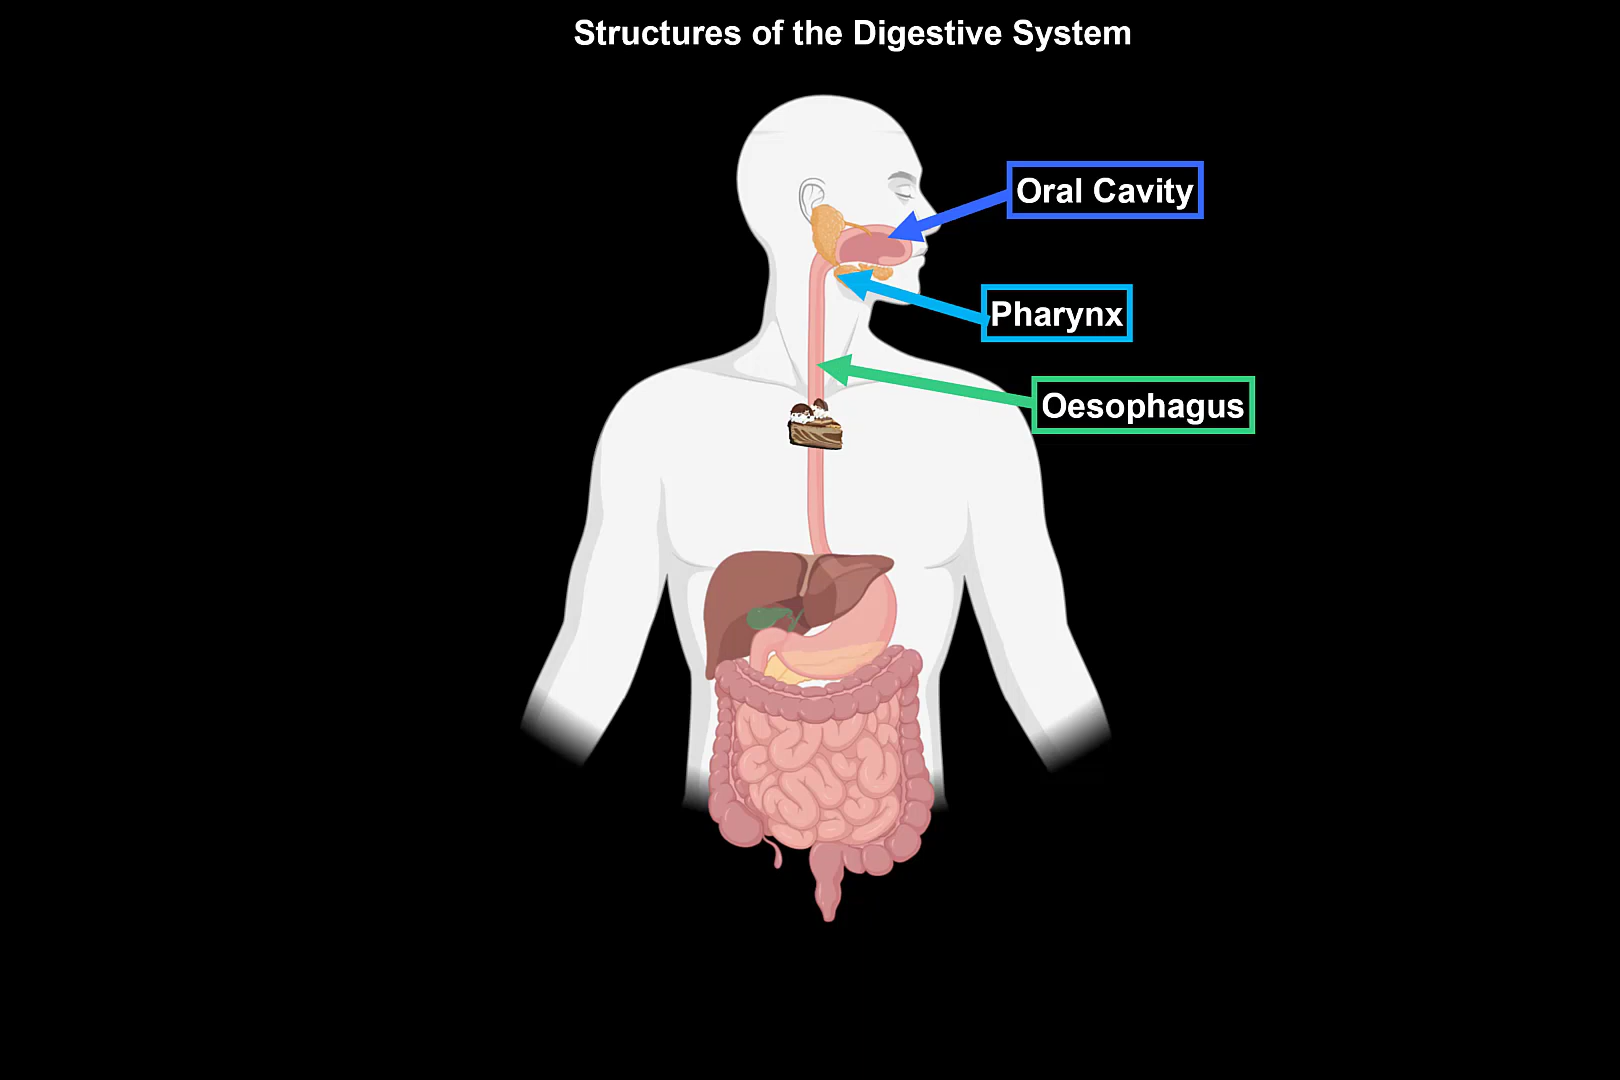 Structures of the Digestive System
Oral Cavity
Pharynx
Oesophagus